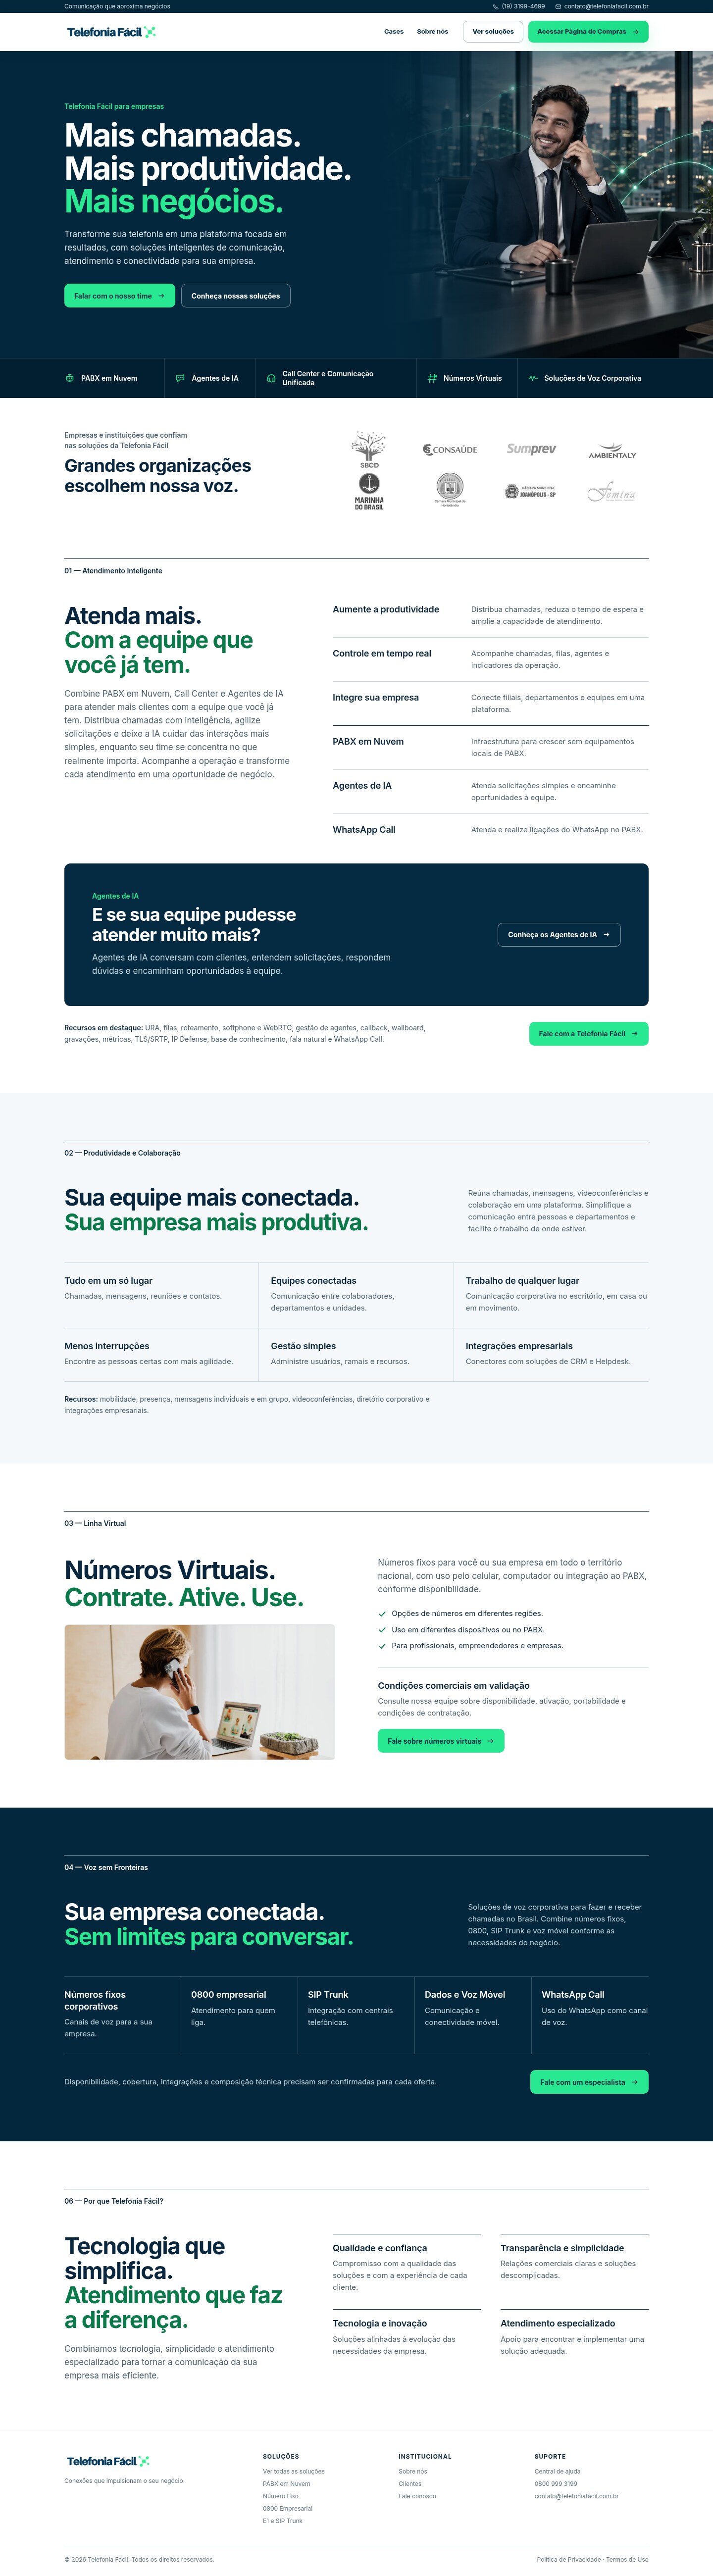 Comunicação que aproxima negócios
(19) 3199-4699
contato@telefoniafacil.com.br
Telefonia Fácil
Cases
Sobre nós
Ver soluções
Acessar Página de Compras →
Telefonia Fácil para empresas
Mais chamadas.
Mais produtividade.
Mais negócios.
Transforme sua telefonia em uma plataforma focada em
resultados, com soluções inteligentes de comunicação,
atendimento e conectividade para sua empresa.
Falar com o nosso time →
Conheça nossas soluções
PABX em Nuvem
Agentes de IA
Call Center e Comunicação
Unificada
Números Virtuais
Soluções de Voz Corporativa
Empresas e instituições que confiam
nas soluções da Telefonia Fácil
Grandes organizações
escolhem nossa voz.
SBCD
CONSAÚDE
Sumprev
AMBIENTALY
MARINHA
DO BRASIL
CÂMARA MUNICIPAL
JOANÓPOLIS - SP
Femina
01 — Atendimento Inteligente
Atenda mais.
Com a equipe que
você já tem.
Combine PABX em Nuvem, Call Center e Agentes de IA
para atender mais clientes com a equipe que você já
tem. Distribua chamadas com inteligência, agilize
solicitações e deixe a IA cuidar das interações mais
simples, enquanto seu time se concentra no que
realmente importa. Acompanhe a operação e transforme
cada atendimento em uma oportunidade de negócio.
Aumente a produtividade
Distribua chamadas, reduza o tempo de espera e
amplie a capacidade de atendimento.
Controle em tempo real
Acompanhe chamadas, filas, agentes e
indicadores da operação.
Integre sua empresa
Conecte filiais, departamentos e equipes em uma
plataforma.
PABX em Nuvem
Infraestrutura para crescer sem equipamentos
locais de PABX.
Agentes de IA
Atenda solicitações simples e encaminhe
oportunidades à equipe.
WhatsApp Call
Atenda e realize ligações do WhatsApp no PABX.
Agentes de IA
E se sua equipe pudesse
atender muito mais?
Agentes de IA conversam com clientes, entendem solicitações, respondem
dúvidas e encaminham oportunidades à equipe.
Conheça os Agentes de IA →
Recursos em destaque: URA, filas, roteamento, softphone e WebRTC, gestão de agentes, callback, wallboard,
gravações, métricas, TLS/SRTP, IP Defense, base de conhecimento, fala natural e WhatsApp Call.
Fale com a Telefonia Fácil →
02 — Produtividade e Colaboração
Sua equipe mais conectada.
Sua empresa mais produtiva.
Reúna chamadas, mensagens, videoconferências e
colaboração em uma plataforma. Simplifique a
comunicação entre pessoas e departamentos e
facilite o trabalho de onde estiver.
Tudo em um só lugar
Chamadas, mensagens, reuniões e contatos.
Equipes conectadas
Comunicação entre colaboradores,
departamentos e unidades.
Trabalho de qualquer lugar
Comunicação corporativa no escritório, em casa ou
em movimento.
Menos interrupções
Encontre as pessoas certas com mais agilidade.
Gestão simples
Administre usuários, ramais e recursos.
Integrações empresariais
Conectores com soluções de CRM e Helpdesk.
Recursos: mobilidade, presença, mensagens individuais e em grupo, videoconferências, diretório corporativo e
integrações empresariais.
03 — Linha Virtual
Números Virtuais.
Contrate. Ative. Use.
Números fixos para você ou sua empresa em todo o território
nacional, com uso pelo celular, computador ou integração ao PABX,
conforme disponibilidade.
Opções de números em diferentes regiões.
Uso em diferentes dispositivos ou no PABX.
Para profissionais, empreendedores e empresas.
Condições comerciais em validação
Consulte nossa equipe sobre disponibilidade, ativação, portabilidade e
condições de contratação.
Fale sobre números virtuais →
04 — Voz sem Fronteiras
Sua empresa conectada.
Sem limites para conversar.
Soluções de voz corporativa para fazer e receber
chamadas no Brasil. Combine números fixos,
0800, SIP Trunk e voz móvel conforme as
necessidades do negócio.
Números fixos
corporativos
Canais de voz para a sua
empresa.
0800 empresarial
Atendimento para quem
liga.
SIP Trunk
Integração com centrais
telefônicas.
Dados e Voz Móvel
Comunicação e
conectividade móvel.
WhatsApp Call
Uso do WhatsApp como canal
de voz.
Disponibilidade, cobertura, integrações e composição técnica precisam ser confirmadas para cada oferta.
Fale com um especialista →
06 — Por que Telefonia Fácil?
Tecnologia que
simplifica.
Atendimento que faz
a diferença.
Combinamos tecnologia, simplicidade e atendimento
especializado para tornar a comunicação da sua
empresa mais eficiente.
Qualidade e confiança
Compromisso com a qualidade das
soluções e com a experiência de cada
cliente.
Transparência e simplicidade
Relações comerciais claras e soluções
descomplicadas.
Tecnologia e inovação
Soluções alinhadas à evolução das
necessidades da empresa.
Atendimento especializado
Apoio para encontrar e implementar uma
solução adequada.
Telefonia Fácil
Conexões que impulsionam o seu negócio.
SOLUÇÕES
Ver todas as soluções
PABX em Nuvem
Número Fixo
0800 Empresarial
E1 e SIP Trunk
INSTITUCIONAL
Sobre nós
Clientes
Fale conosco
SUPORTE
Central de ajuda
0800 999 3199
contato@telefoniafacil.com.br
© 2026 Telefonia Fácil. Todos os direitos reservados.
Política de Privacidade · Termos de Uso